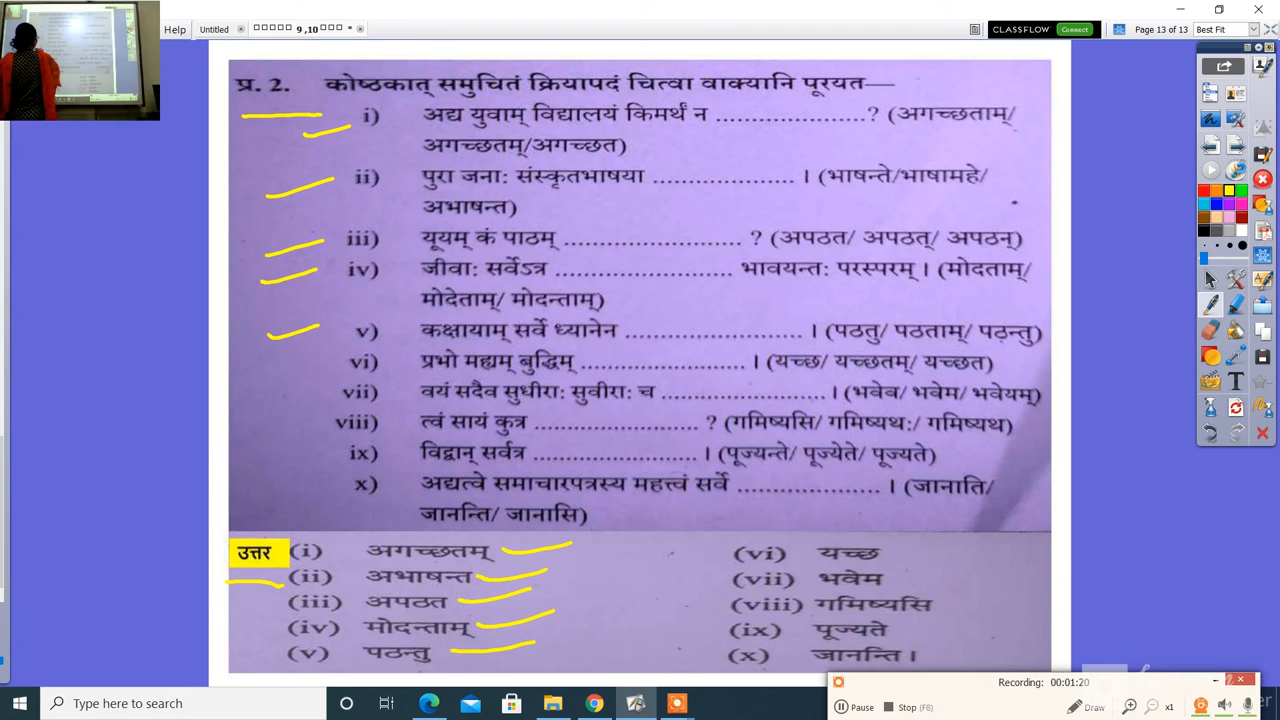 Help
Untitled
9 ,10 *
CLASSFLOW Connect
Page 13 of 13
Best Fit
प्र. 2. कोष्ठकात् समुचितं क्रियापदं चित्वा वाक्यानि पूरयत—
i) अद्य युवाम् विद्यालयं किमर्थं न .....................? (अगच्छताम्/
अगच्छतम्/अगच्छत)
ii) पुरा जनाः संस्कृतभाषया .................... । (भाषन्ते/भाषामहे/
अभाषन्त)
iii) यूयम् कं पाठम् ........................ ? (अपठत/ अपठत्/ अपठन्)
iv) जीवाः सर्वेऽत्र ......................... भावयन्तः परस्परम् । (मोदताम्/
मोदेताम्/ मोदन्ताम्)
v) कक्षायाम् सर्वे ध्यानेन ......................... । (पठतु/ पठताम्/ पठन्तु)
vi) प्रभो मह्यम् बुद्धिम् ....................... । (यच्छ/ यच्छतम्/ यच्छत)
vii) वयं सदैव सुधीराः सुवीराः च ....................... । (भवेव/ भवेम/ भवेयम्)
viii) त्वं सायं कुत्र ....................... ? (गमिष्यसि/ गमिष्यथः/ गमिष्यथ)
ix) विद्वान् सर्वत्र ....................... । (पूज्यन्ते/ पूज्येते/ पूज्यते)
x) अद्यत्वे समाचारपत्रस्य महत्त्वं सर्वे .................... । (जानाति/
जानन्ति/ जानासि)
उत्तर (i) अगच्छतम् (vi) यच्छ
(ii) अभाषन्त (vii) भवेम
(iii) अपठत (viii) गमिष्यसि
(iv) मोदन्ताम् (ix) पूज्यते
(v) पठन्तु (x) जानन्ति ।
Recording: 00:01:20
Pause Stop (F8) Draw x1
Type here to search